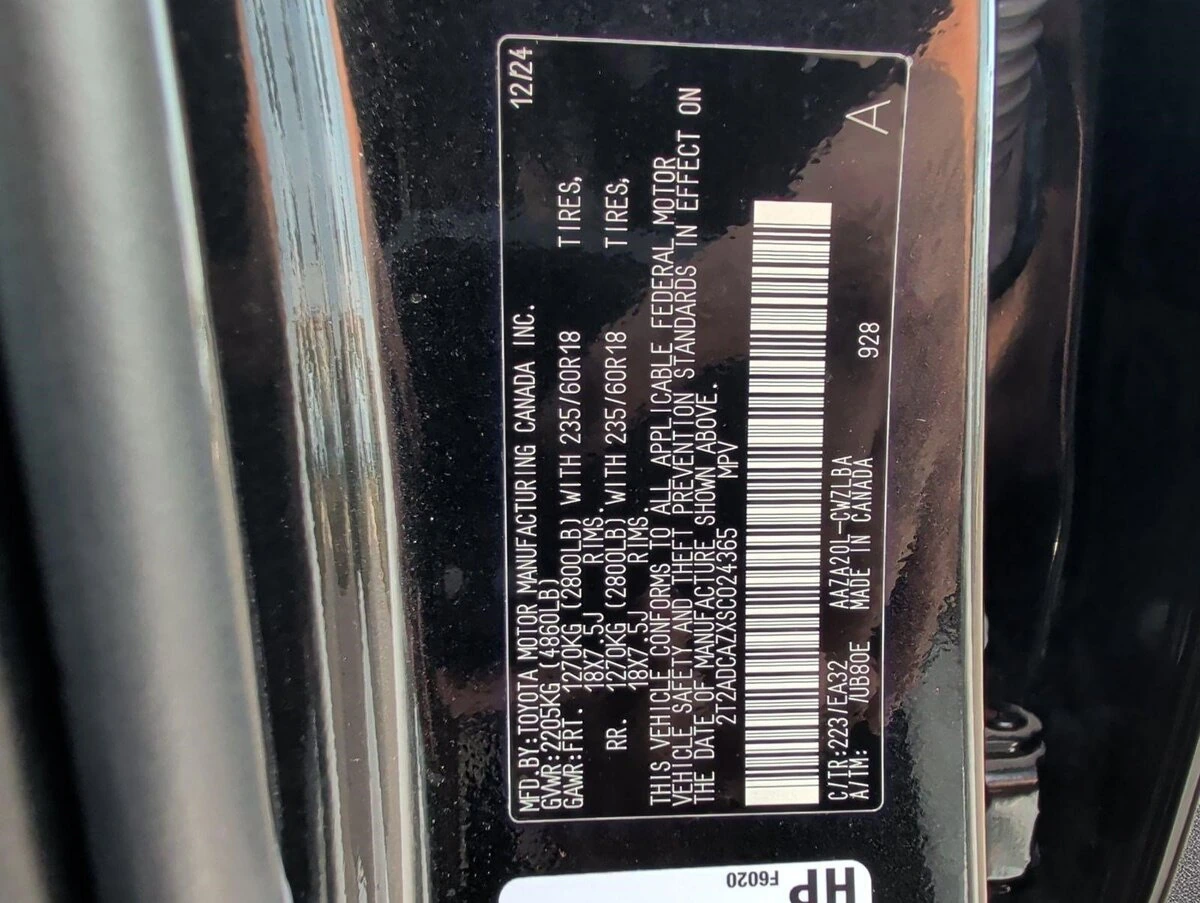 MFD.BY:TOYOTA MOTOR MANUFACTURING CANADA INC. 12/24
GVWR:2205KG (4860LB)
GAWR:FRT. 1270KG (2800LB) WITH 235/60R18 TIRES,
18X7.5J RIMS.
RR. 1270KG (2800LB) WITH 235/60R18 TIRES,
18X7.5J RIMS.
THIS VEHICLE CONFORMS TO ALL APPLICABLE FEDERAL MOTOR
VEHICLE SAFETY AND THEFT PREVENTION STANDARDS IN EFFECT ON
THE DATE OF MANUFACTURE SHOWN ABOVE.
2T2ADCAZXSC024365 MPV
C/TR:223/EA32 AAZA20L-CWZLBA
A/TM: /UB80E MADE IN CANADA 928 A
HP
F6020